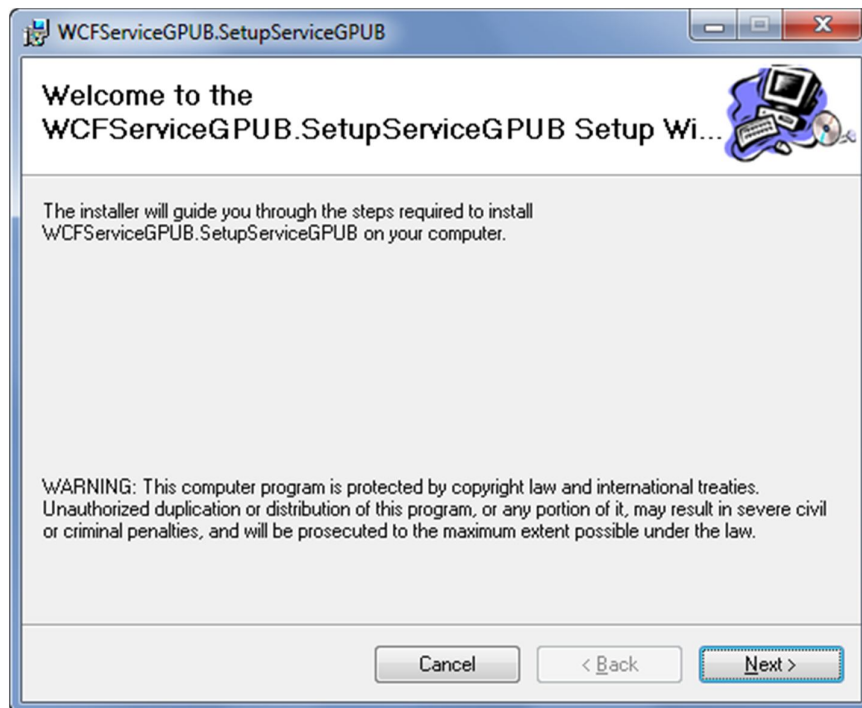 WCFServiceGPUB.SetupServiceGPUB
Welcome to the
WCFServiceGPUB.SetupServiceGPUB Setup Wi...
The installer will guide you through the steps required to install
WCFServiceGPUB.SetupServiceGPUB on your computer.
WARNING: This computer program is protected by copyright law and international treaties.
Unauthorized duplication or distribution of this program, or any portion of it, may result in severe civil
or criminal penalties, and will be prosecuted to the maximum extent possible under the law.
Cancel
< Back
Next >